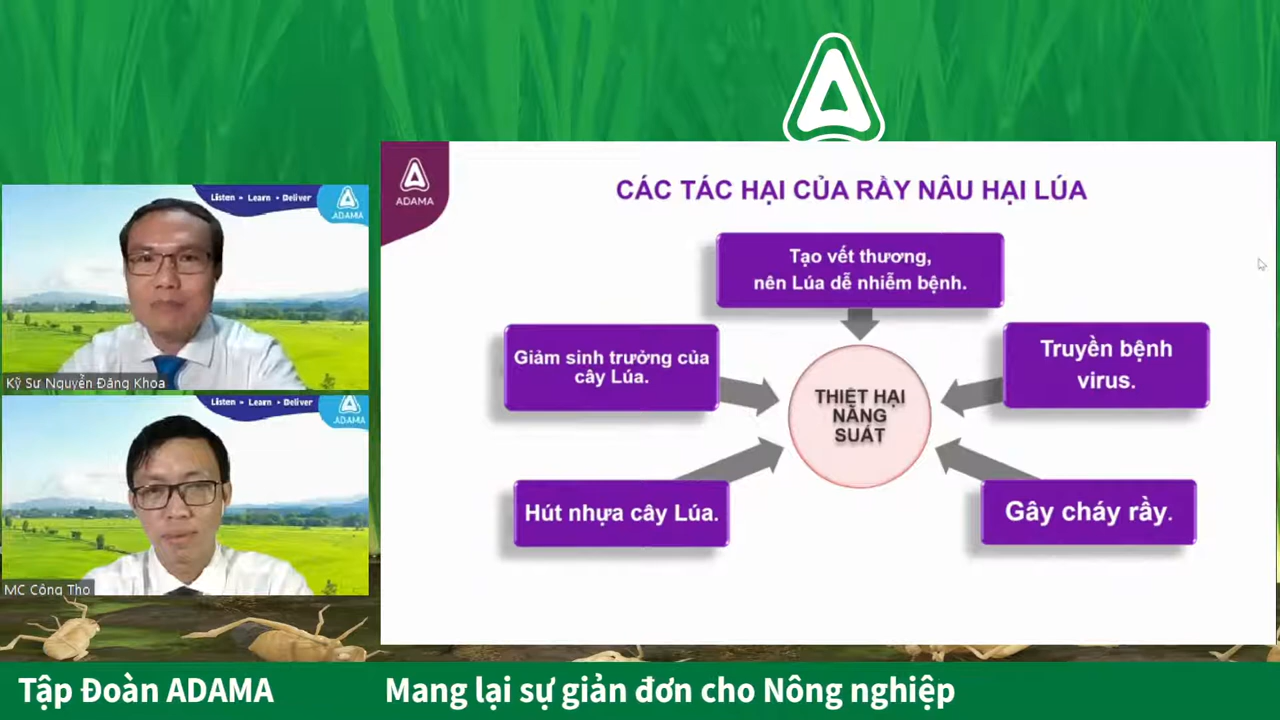 Listen • Learn • Deliver
ADAMA
Kỹ Sư Nguyễn Đăng Khoa
Listen • Learn • Deliver
ADAMA
MC Công Thọ
ADAMA
CÁC TÁC HẠI CỦA RẦY NÂU HẠI LÚA
Tạo vết thương,
nên Lúa dễ nhiễm bệnh.
Giảm sinh trưởng của
cây Lúa.
Truyền bệnh
virus.
THIỆT HẠI
NĂNG
SUẤT
Hút nhựa cây Lúa.
Gây cháy rầy.
Tập Đoàn ADAMA
Mang lại sự giản đơn cho Nông nghiệp